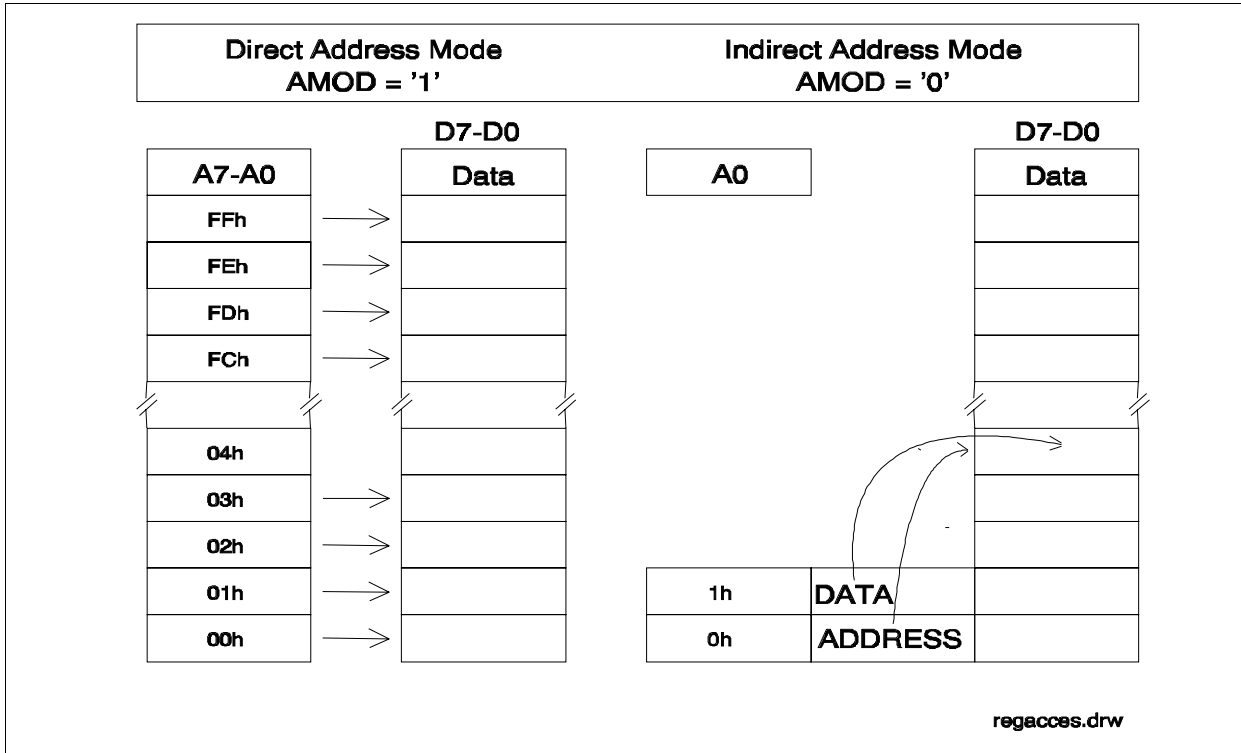 Direct Address Mode
AMOD = '1'
Indirect Address Mode
AMOD = '0'
D7-D0
A7-A0
Data
FFh
FEh
FDh
FCh
04h
03h
02h
01h
00h
D7-D0
A0
Data
1h DATA
0h ADDRESS
regacces.drw